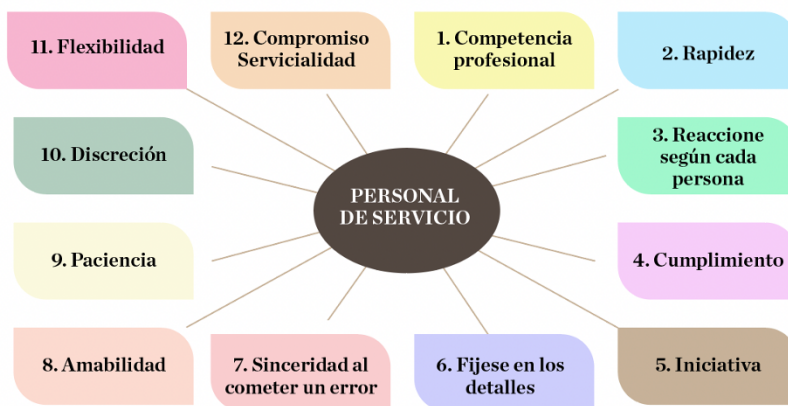 11. Flexibilidad
12. Compromiso
Servicialidad
1. Competencia
profesional
2. Rapidez
10. Discreción
3. Reaccione
según cada
persona
PERSONAL
DE SERVICIO
9. Paciencia
4. Cumplimiento
8. Amabilidad
7. Sinceridad al
cometer un error
6. Fijese en los
detalles
5. Iniciativa